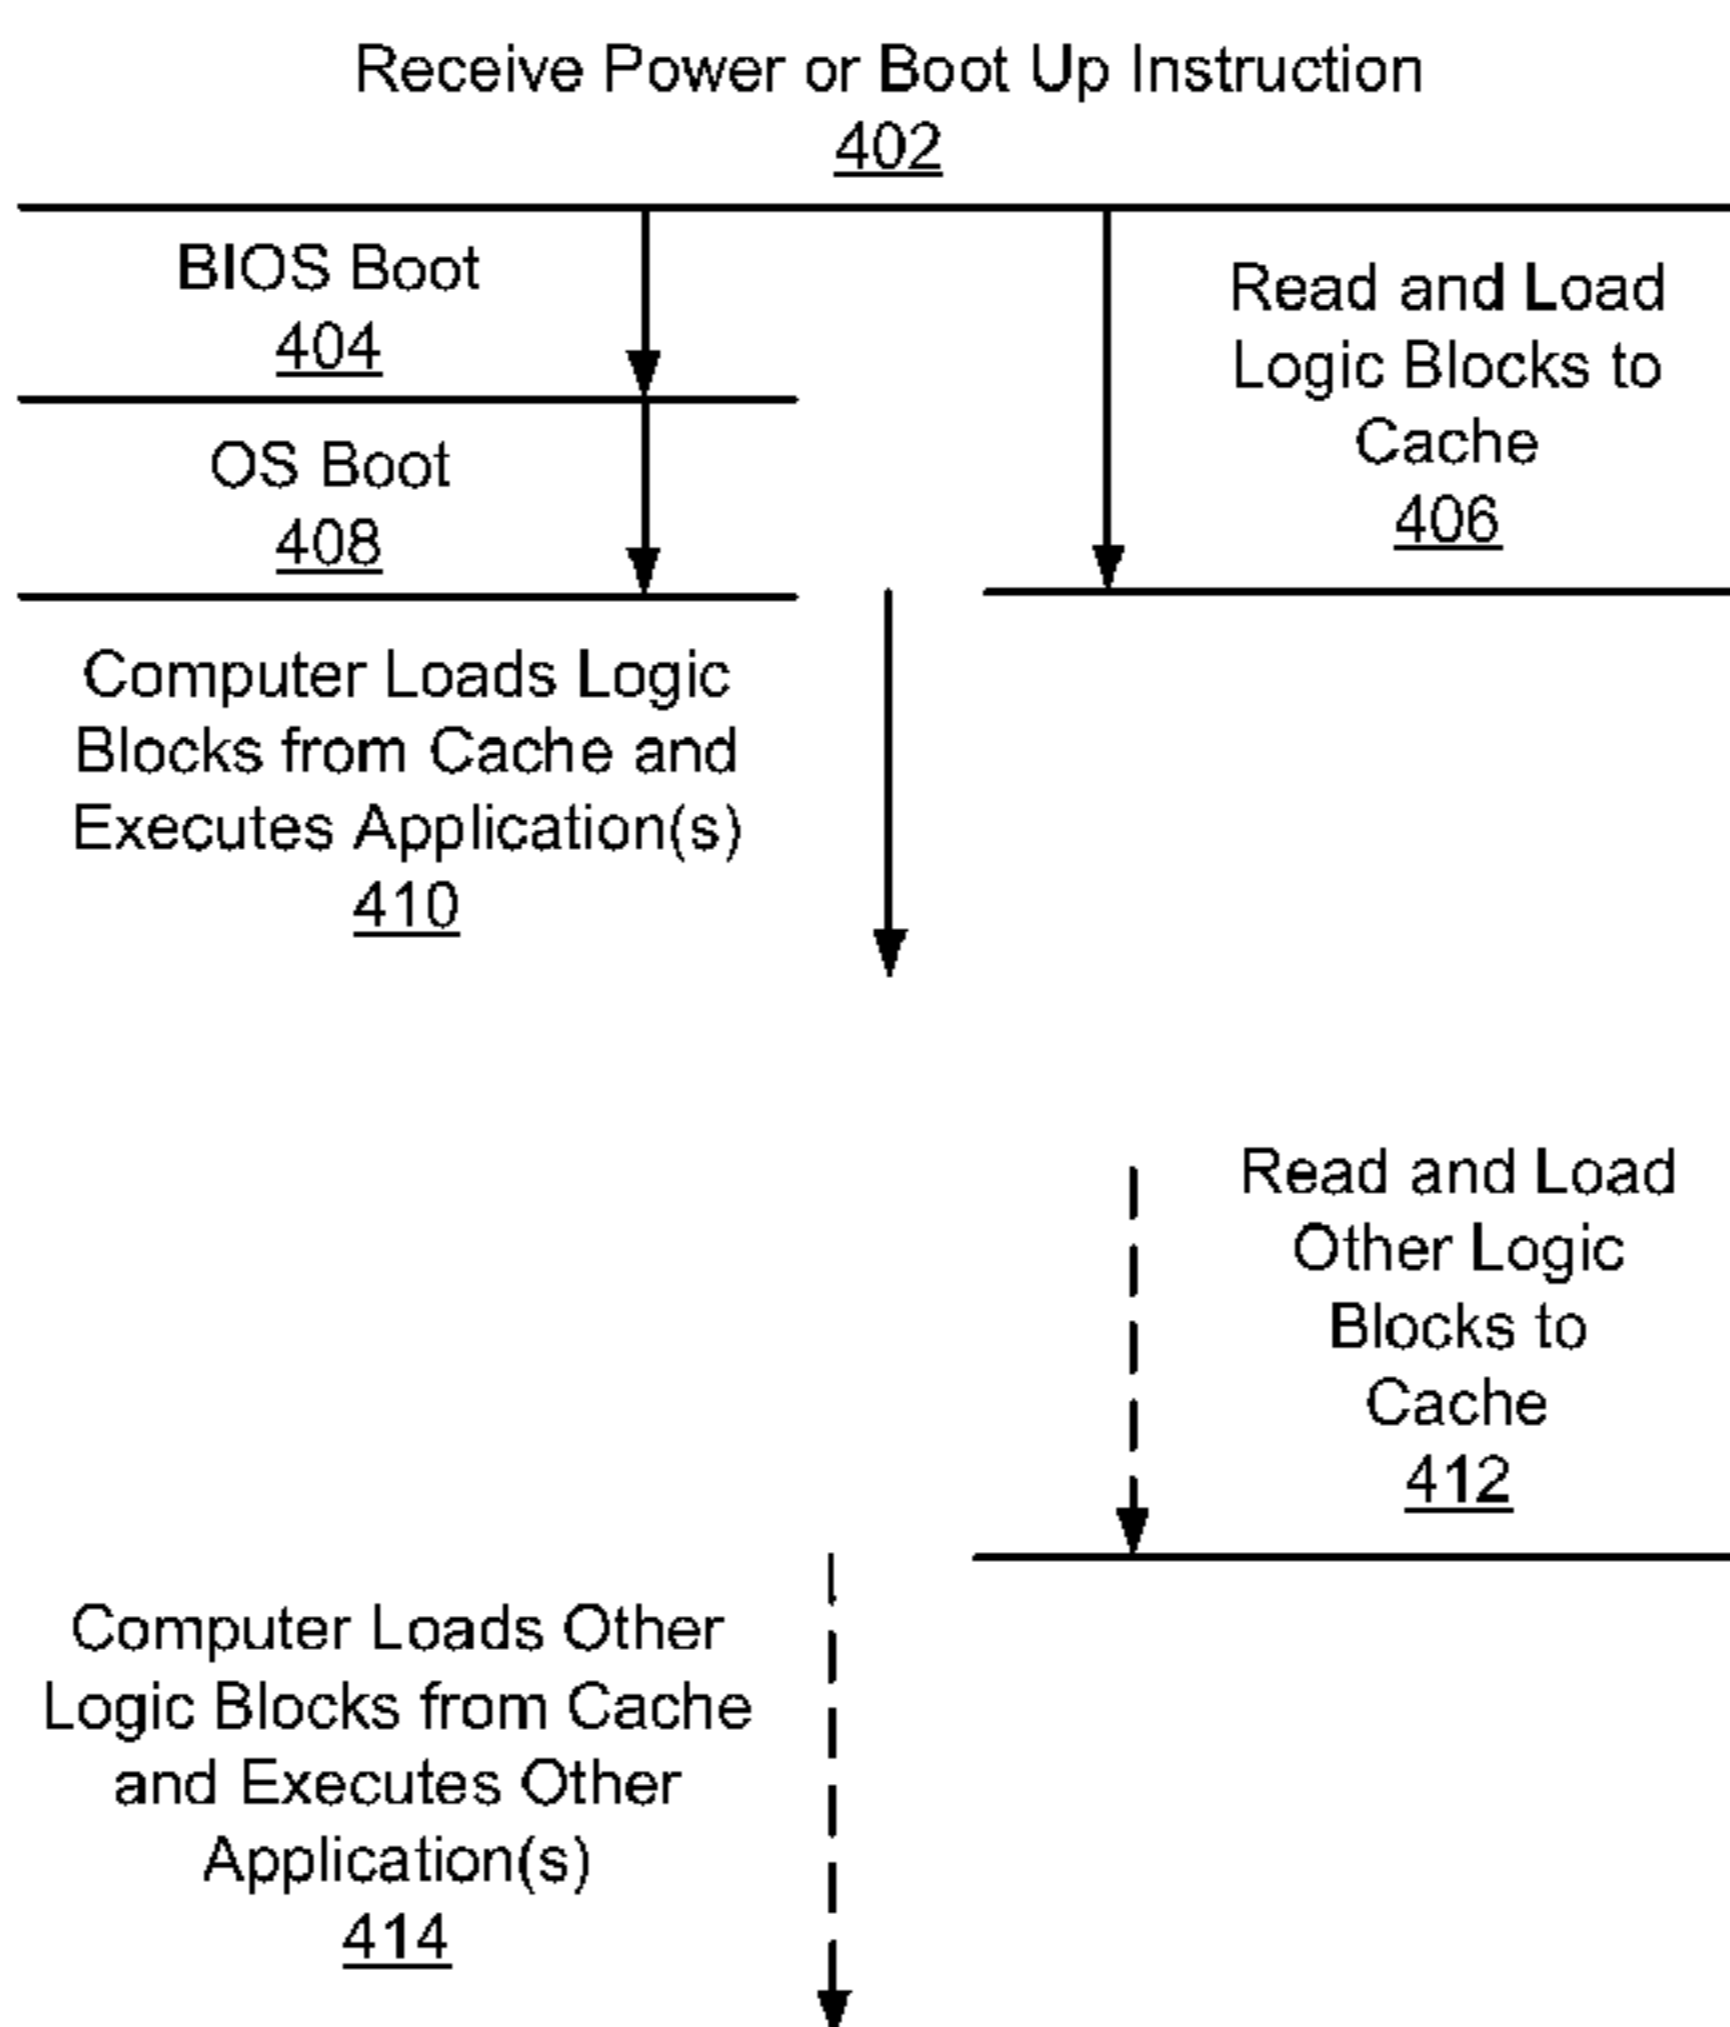 Receive Power or Boot Up Instruction
402
BIOS Boot
404
Read and Load
Logic Blocks to
Cache
406
OS Boot
408
Computer Loads Logic
Blocks from Cache and
Executes Application(s)
410
Read and Load
Other Logic
Blocks to
Cache
412
Computer Loads Other
Logic Blocks from Cache
and Executes Other
Application(s)
414